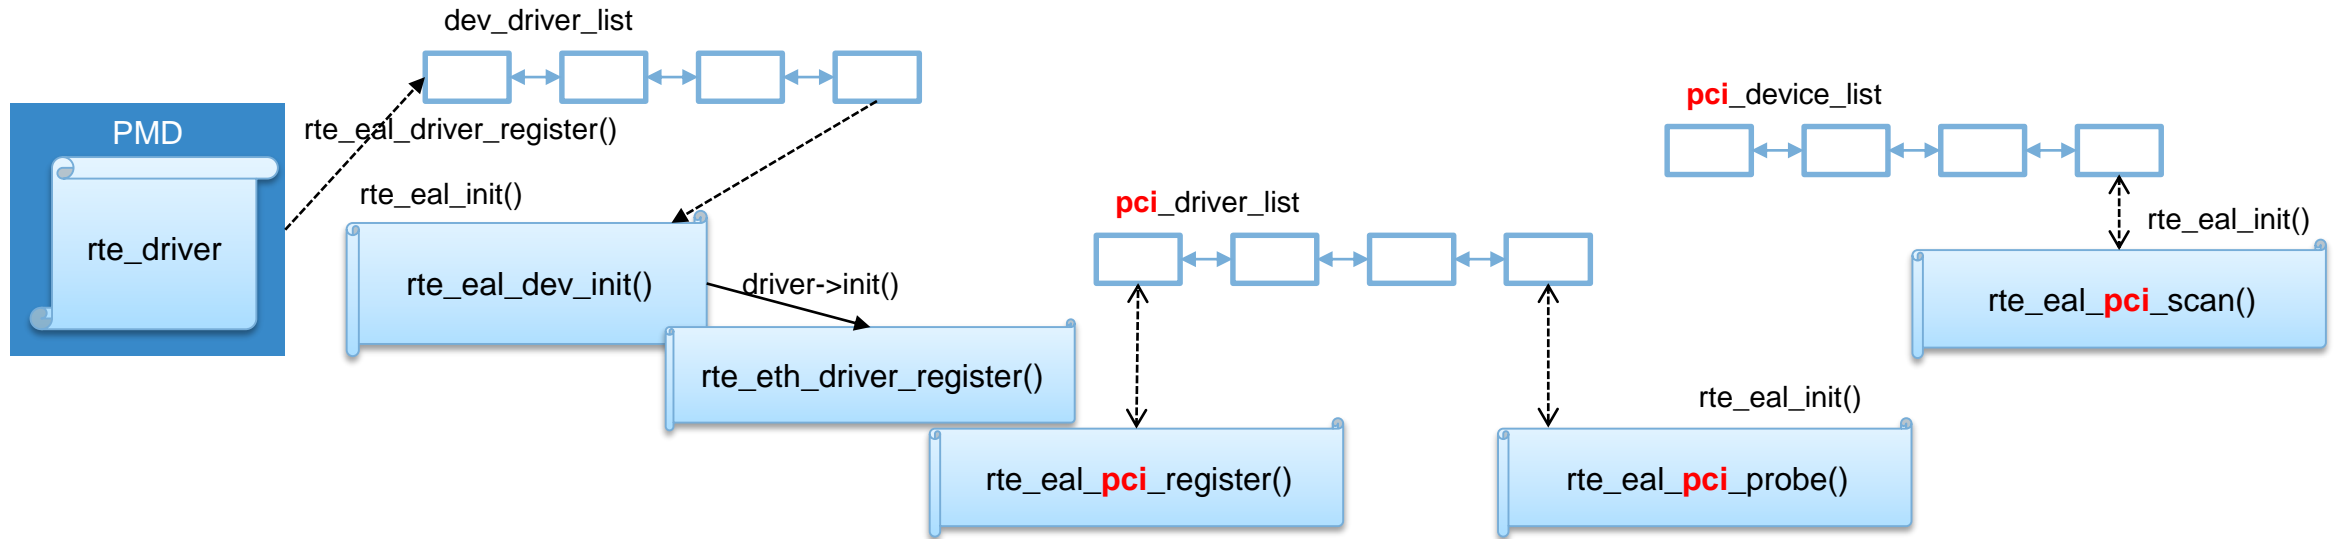 dev_driver_list
PMD
rte_eal_driver_register()
rte_driver
rte_eal_init()
rte_eal_dev_init()
driver->init()
rte_eth_driver_register()
pci_driver_list
rte_eal_pci_register()
rte_eal_init()
rte_eal_pci_probe()
pci_device_list
rte_eal_init()
rte_eal_pci_scan()